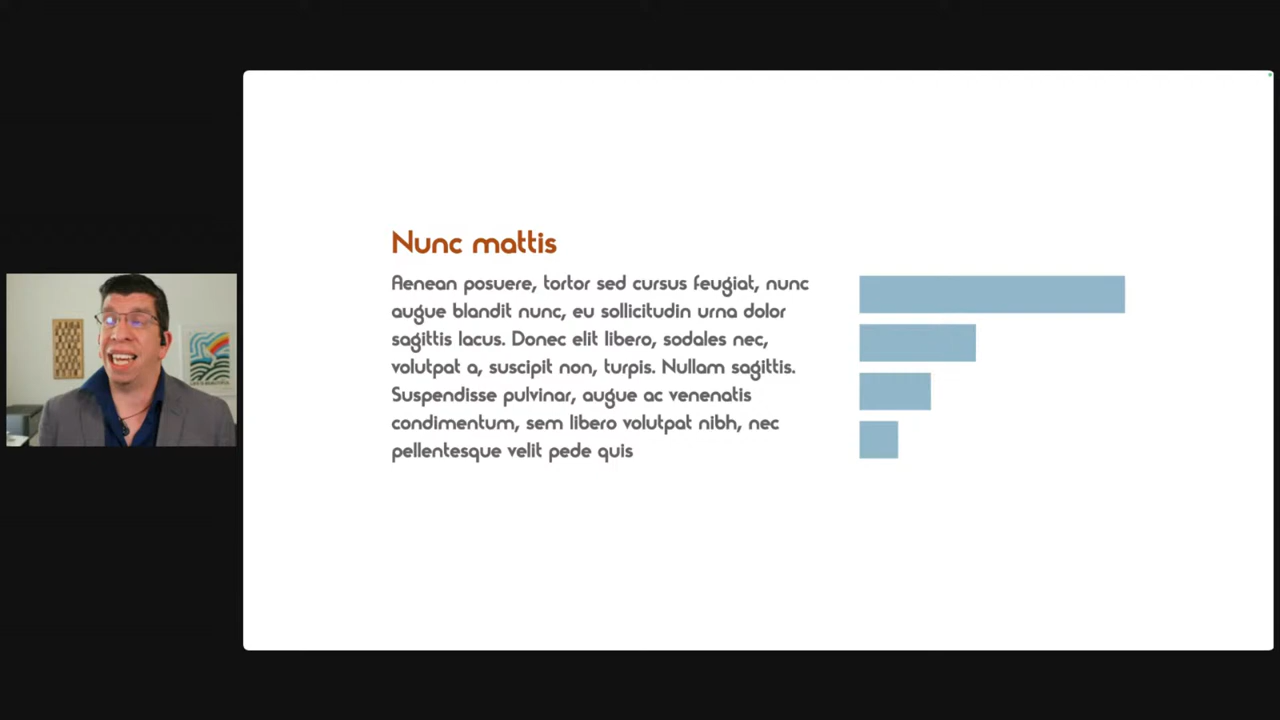 Nunc mattis
Aenean posuere, tortor sed cursus feugiat, nunc
augue blandit nunc, eu sollicitudin urna dolor
sagittis lacus. Donec elit libero, sodales nec,
volutpat a, suscipit non, turpis. Nullam sagittis.
Suspendisse pulvinar, augue ac venenatis
condimentum, sem libero volutpat nibh, nec
pellentesque velit pede quis